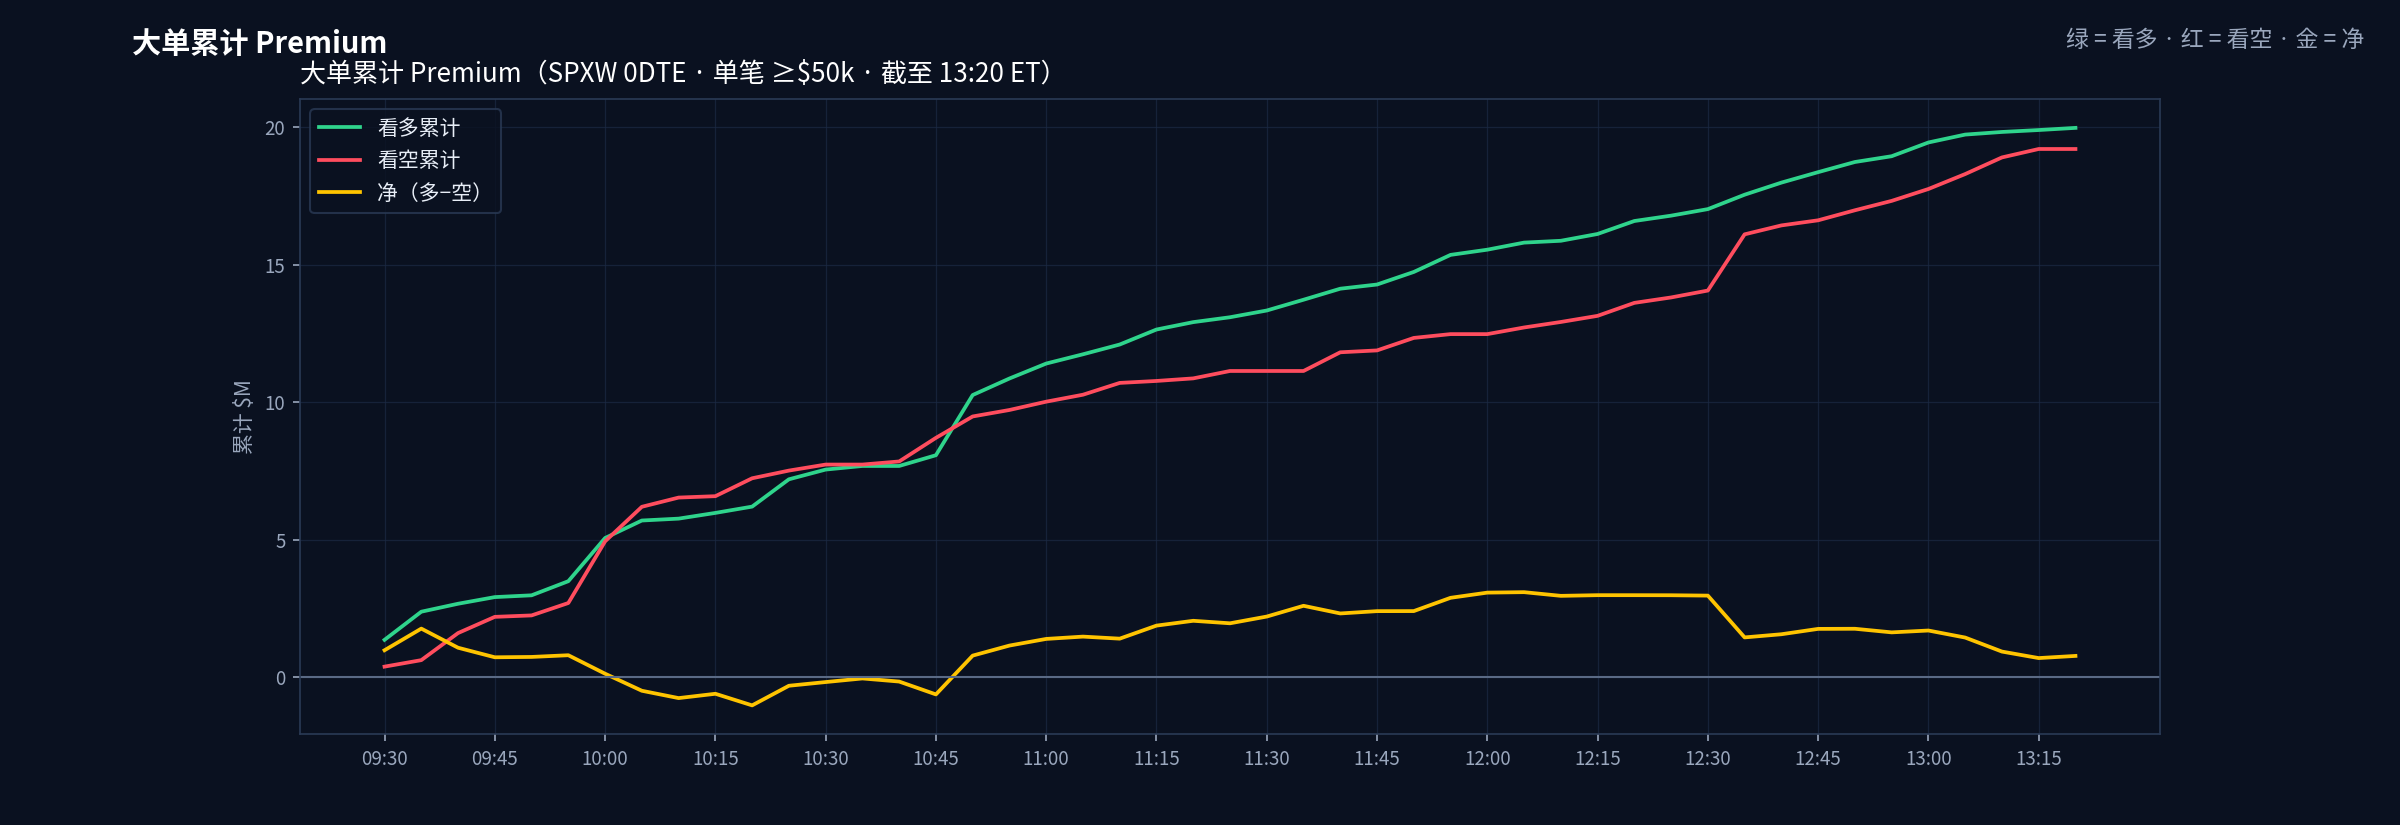 大单累计 Premium
绿 = 看多 · 红 = 看空 · 金 = 净
大单累计 Premium（SPXW 0DTE · 单笔 ≥$50k · 截至 13:20 ET）
看多累计
看空累计
净（多−空）
累计 $M
20
15
10
5
0
09:30 09:45 10:00 10:15 10:30 10:45 11:00 11:15 11:30 11:45 12:00 12:15 12:30 12:45 13:00 13:15